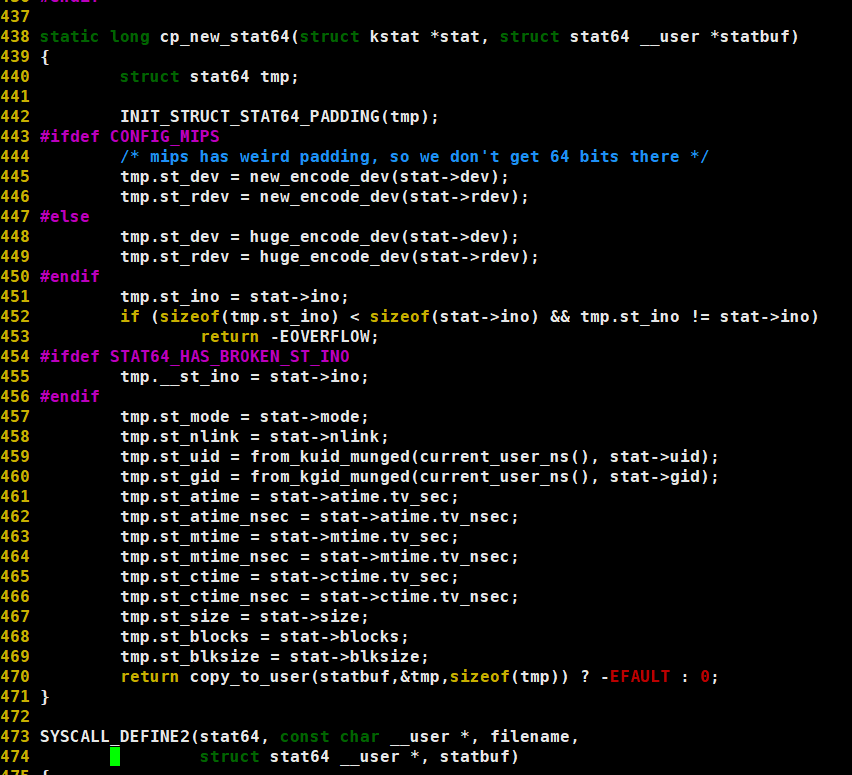 436 #endif
437
438 static long cp_new_stat64(struct kstat *stat, struct stat64 __user *statbuf)
439 {
440         struct stat64 tmp;
441
442         INIT_STRUCT_STAT64_PADDING(tmp);
443 #ifdef CONFIG_MIPS
444         /* mips has weird padding, so we don't get 64 bits there */
445         tmp.st_dev = new_encode_dev(stat->dev);
446         tmp.st_rdev = new_encode_dev(stat->rdev);
447 #else
448         tmp.st_dev = huge_encode_dev(stat->dev);
449         tmp.st_rdev = huge_encode_dev(stat->rdev);
450 #endif
451         tmp.st_ino = stat->ino;
452         if (sizeof(tmp.st_ino) < sizeof(stat->ino) && tmp.st_ino != stat->ino)
453                 return -EOVERFLOW;
454 #ifdef STAT64_HAS_BROKEN_ST_INO
455         tmp.__st_ino = stat->ino;
456 #endif
457         tmp.st_mode = stat->mode;
458         tmp.st_nlink = stat->nlink;
459         tmp.st_uid = from_kuid_munged(current_user_ns(), stat->uid);
460         tmp.st_gid = from_kgid_munged(current_user_ns(), stat->gid);
461         tmp.st_atime = stat->atime.tv_sec;
462         tmp.st_atime_nsec = stat->atime.tv_nsec;
463         tmp.st_mtime = stat->mtime.tv_sec;
464         tmp.st_mtime_nsec = stat->mtime.tv_nsec;
465         tmp.st_ctime = stat->ctime.tv_sec;
466         tmp.st_ctime_nsec = stat->ctime.tv_nsec;
467         tmp.st_size = stat->size;
468         tmp.st_blocks = stat->blocks;
469         tmp.st_blksize = stat->blksize;
470         return copy_to_user(statbuf,&tmp,sizeof(tmp)) ? -EFAULT : 0;
471 }
472
473 SYSCALL_DEFINE2(stat64, const char __user *, filename,
474                 struct stat64 __user *, statbuf)
475 {